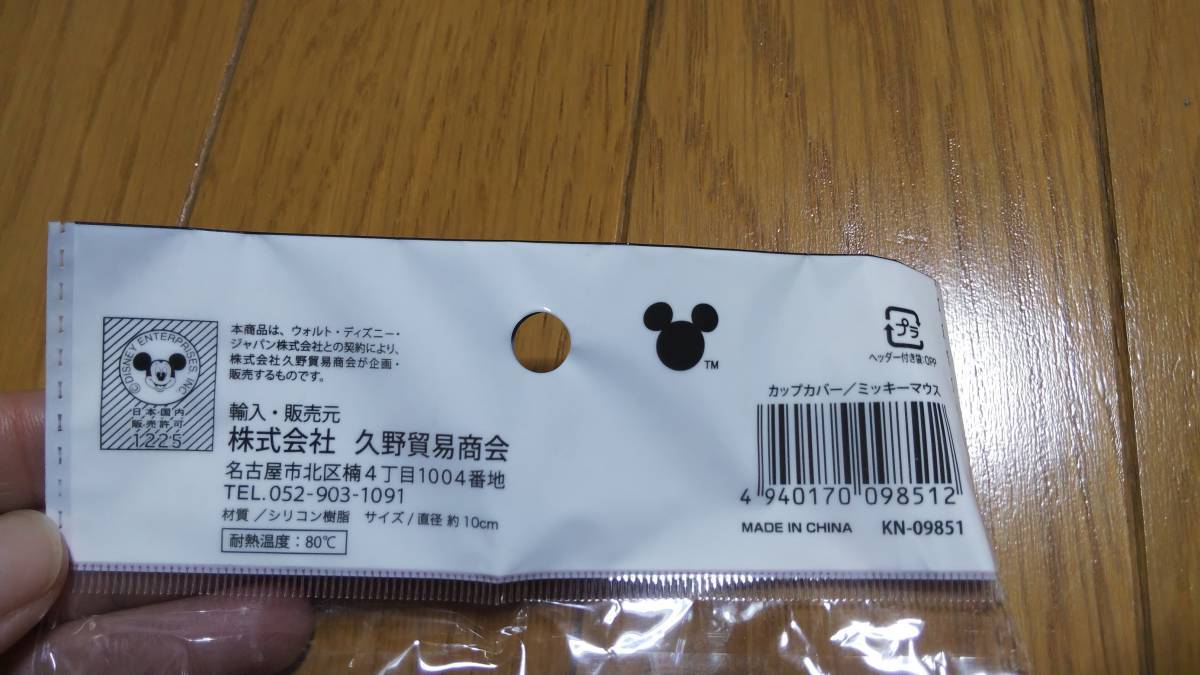 ©DISNEY ENTERPRISES INC
日本国内
販売許可
1225
本商品は、ウォルト・ディズニー・
ジャパン株式会社との契約により、
株式会社久野貿易商会が企画・
販売するものです。
輸入・販売元
株式会社 久野貿易商会
名古屋市北区楠4丁目1004番地
TEL.052-903-1091
材質／シリコン樹脂 サイズ/直径 約10cm
耐熱温度：80℃
TM
プラ
ヘッダー付き袋:OPP
カップカバー／ミッキーマウス
4 940170 098512
MADE IN CHINA KN-09851